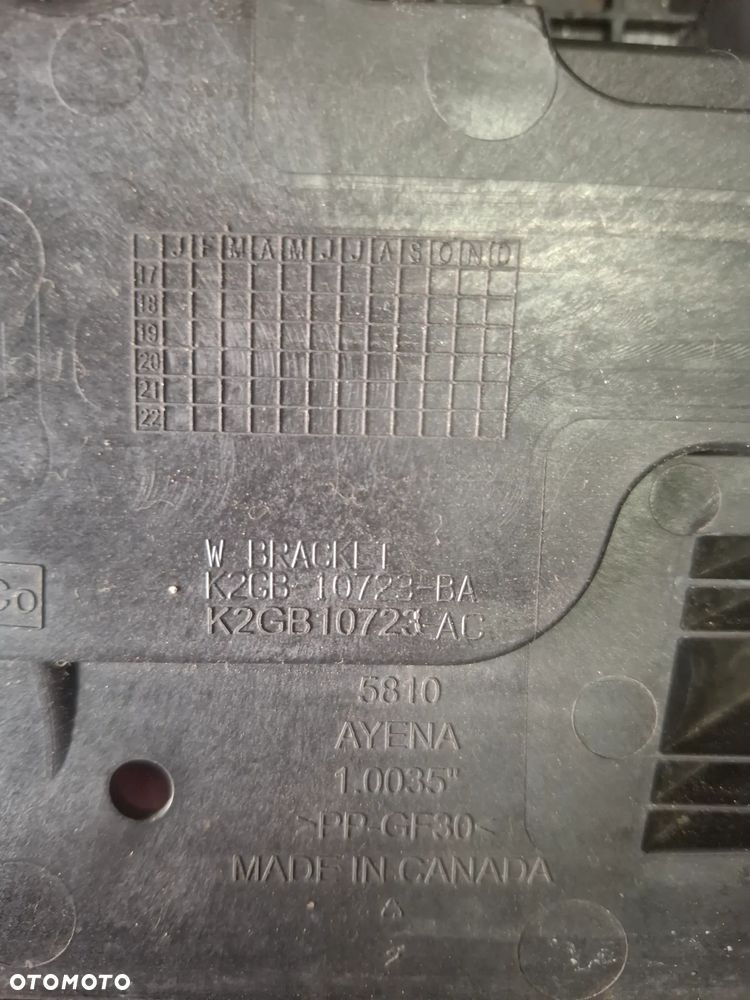 J F M A M J J A S O N D
17
18
19
20
21
22
W BRACKET
K2GB-10723-BA
K2GB10723-AC
Co
5810
AYENA
1.0035"
>PP-GF30<
MADE IN CANADA
OTOMOTO